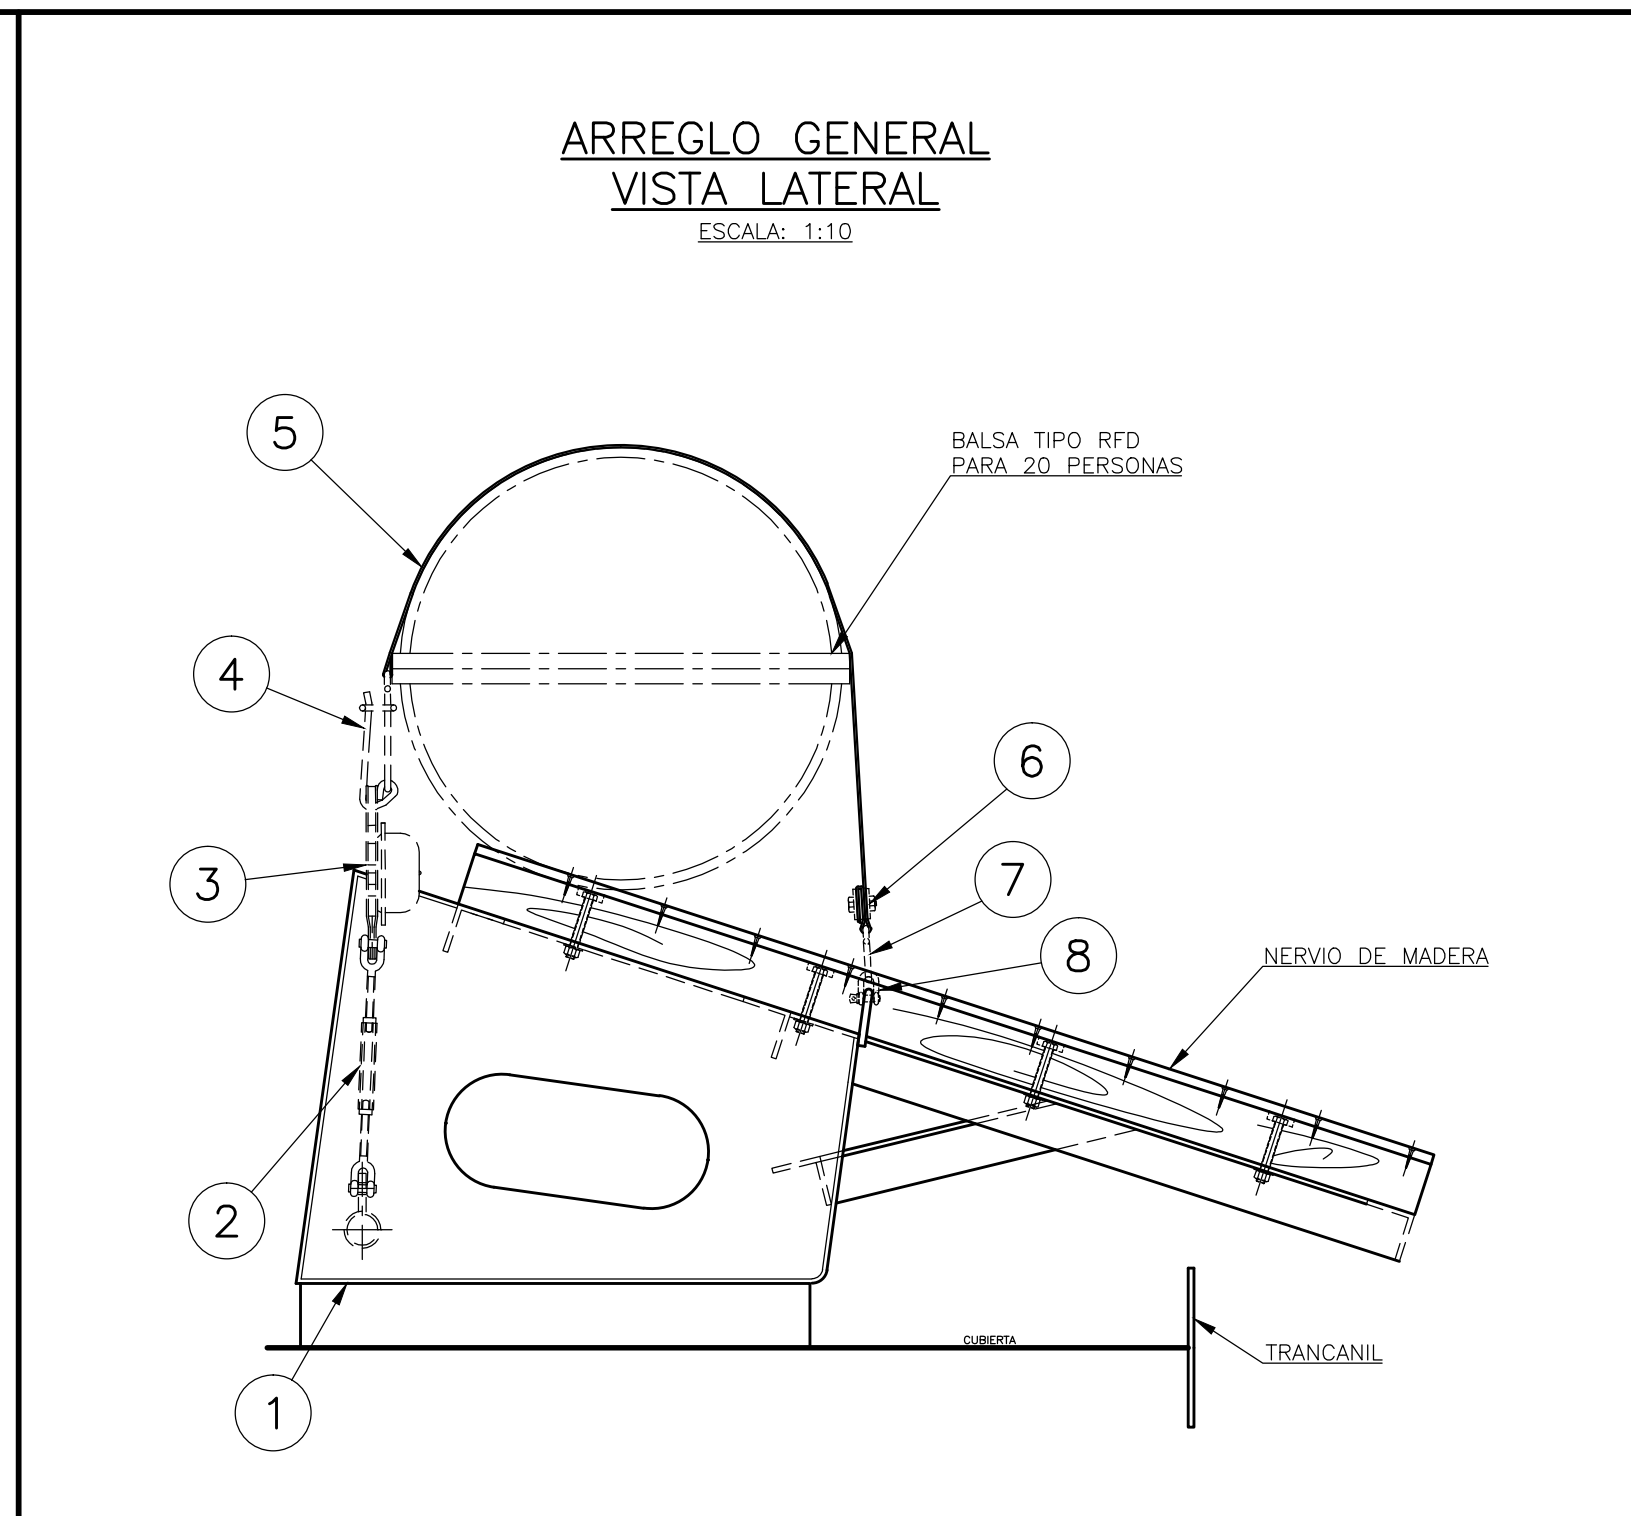 ARREGLO GENERAL
VISTA LATERAL
ESCALA: 1:10
5
BALSA TIPO RFD
PARA 20 PERSONAS
4
6
3
7
8
NERVIO DE MADERA
2
CUBIERTA
TRANCANIL
1